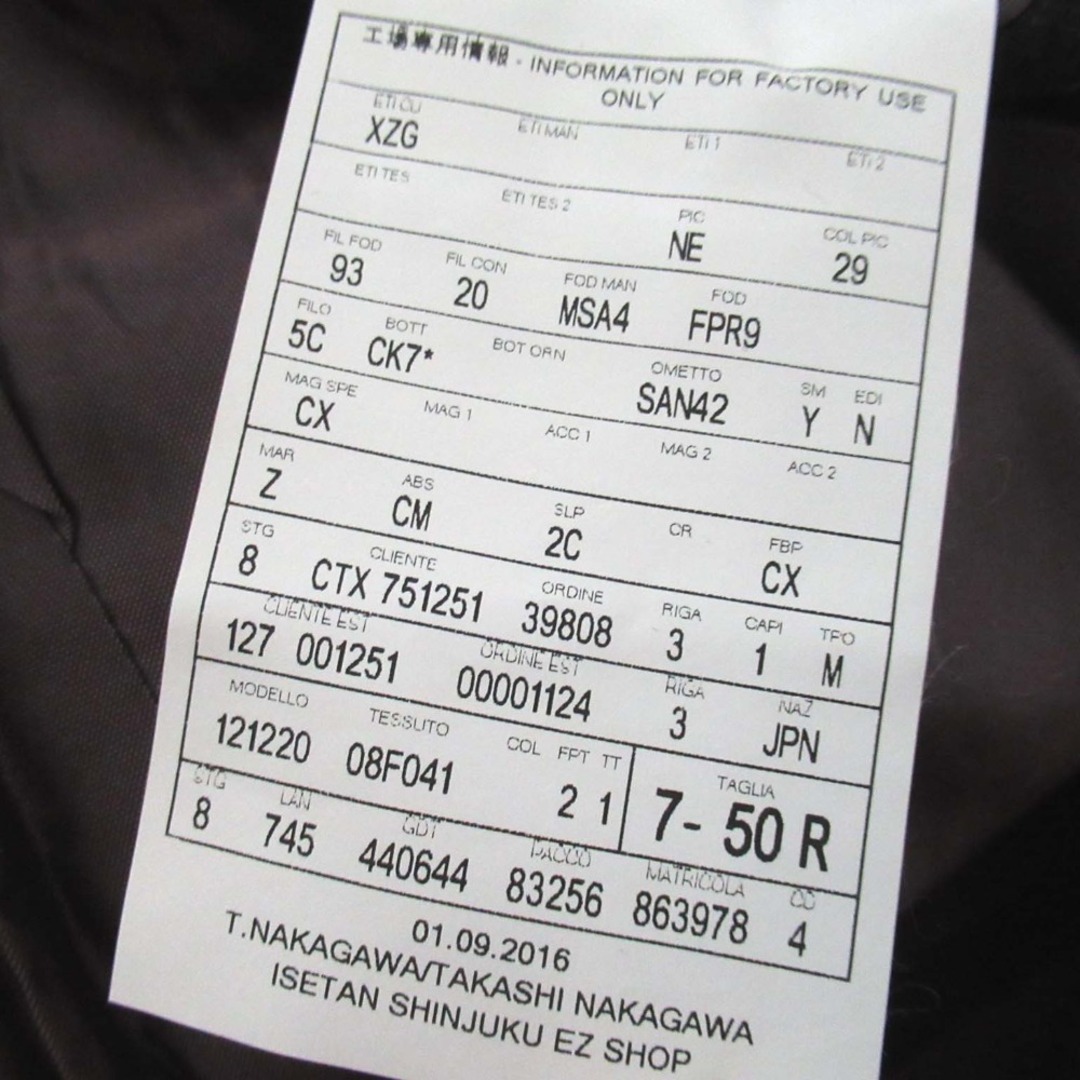 工場専用情報 - INFORMATION FOR FACTORY USE
ONLY
ETI CU ETI MAN ETI 1 ETI 2
XZG
ETI TES ETI TES 2 PIC COL PIC
NE 29
FIL FOD FIL CON FOD MAN FOD
93 20 MSA4 FPR9
FILO BOTT BOT ORN OMETTO SM EDI
5C CK7* SAN42 Y N
MAG SPE MAG 1 ACC 1 MAG 2 ACC 2
CX
MAR ABS SLP CR FBP
Z CM 2C CX
STG CLIENTE ORDINE RIGA CAPI TPO
8 CTX 751251 39808 3 1 M
CLIENTE EST ORDINE EST RIGA NAZ
127 001251 00001124 3 JPN
MODELLO TESSUTO COL FPT TT TAGLIA
121220 08F041 2 1 7- 50 R
STG LAN GDT PACCO MATRICOLA CD
8 745 440644 83256 863978 4
01.09.2016
T.NAKAGAWA/TAKASHI NAKAGAWA
ISETAN SHINJUKU EZ SHOP